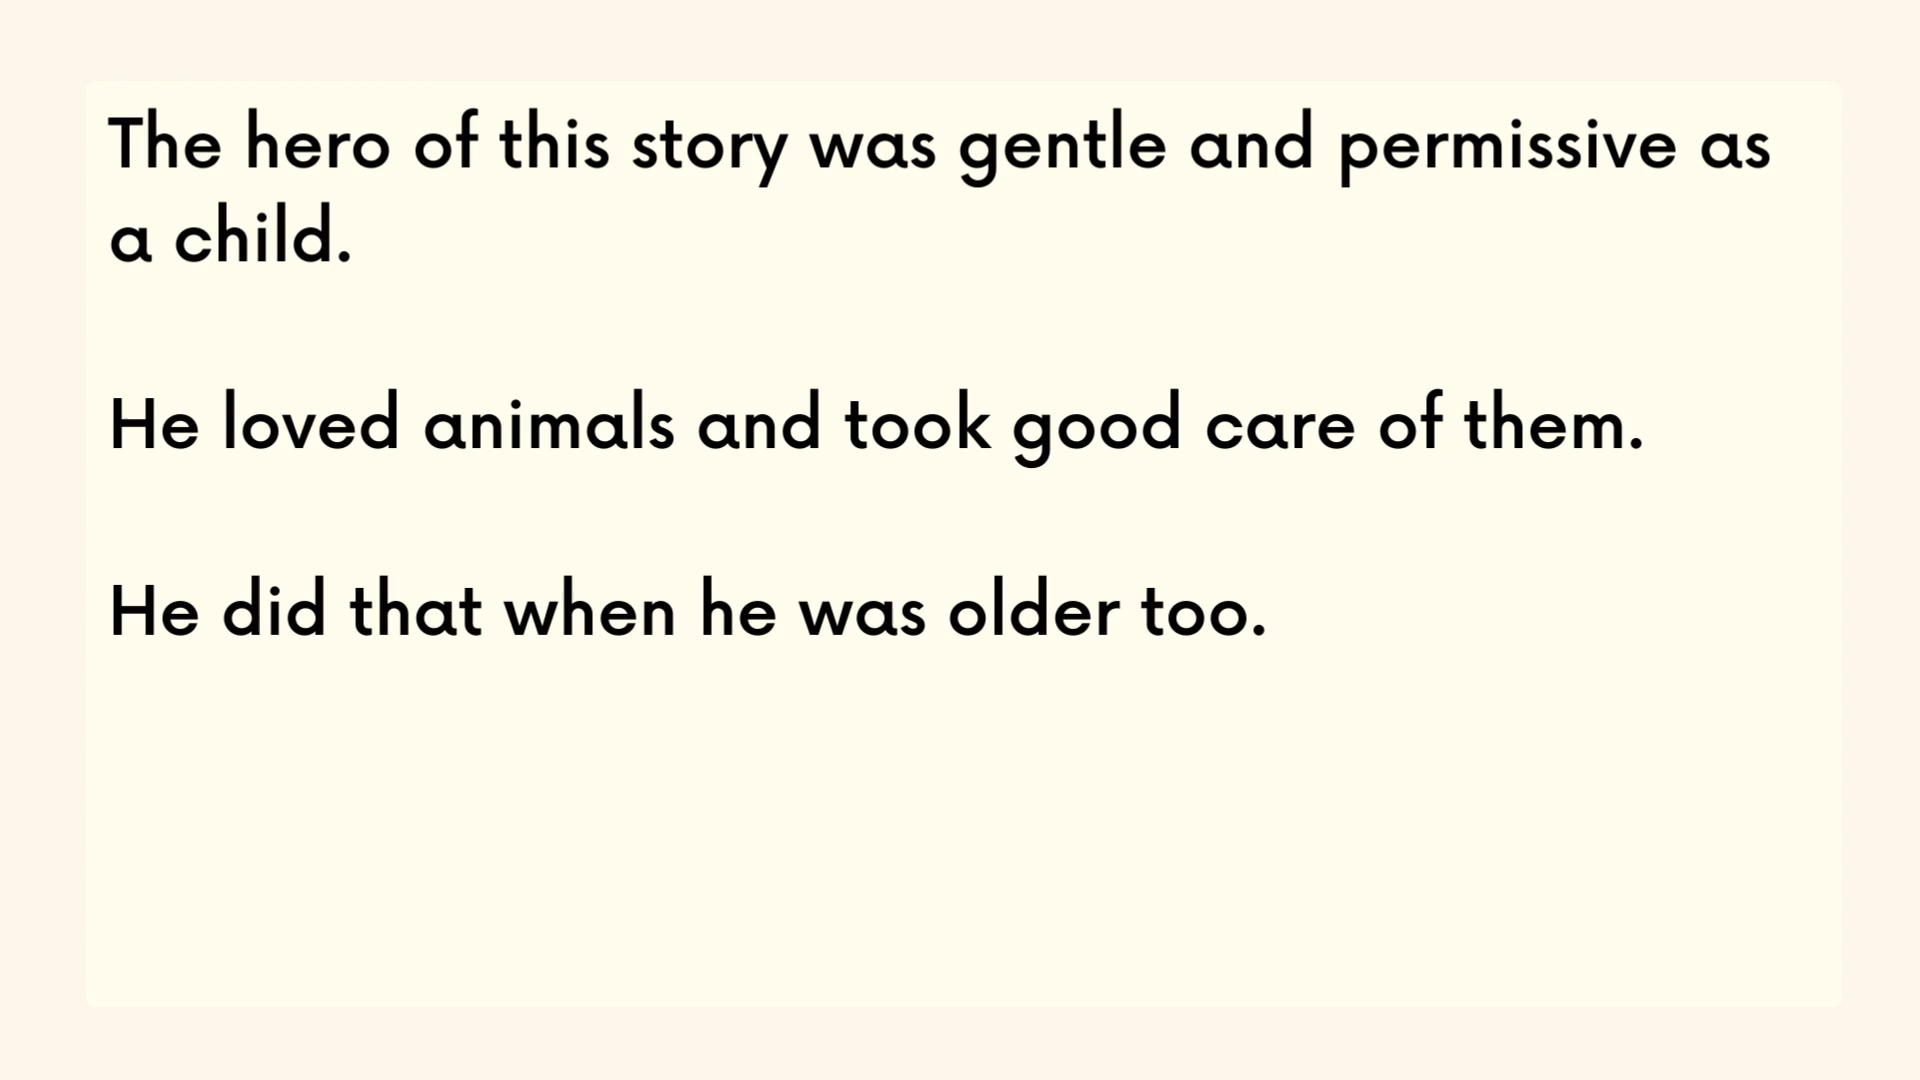 The hero of this story was gentle and permissive as
a child.
He loved animals and took good care of them.
He did that when he was older too.